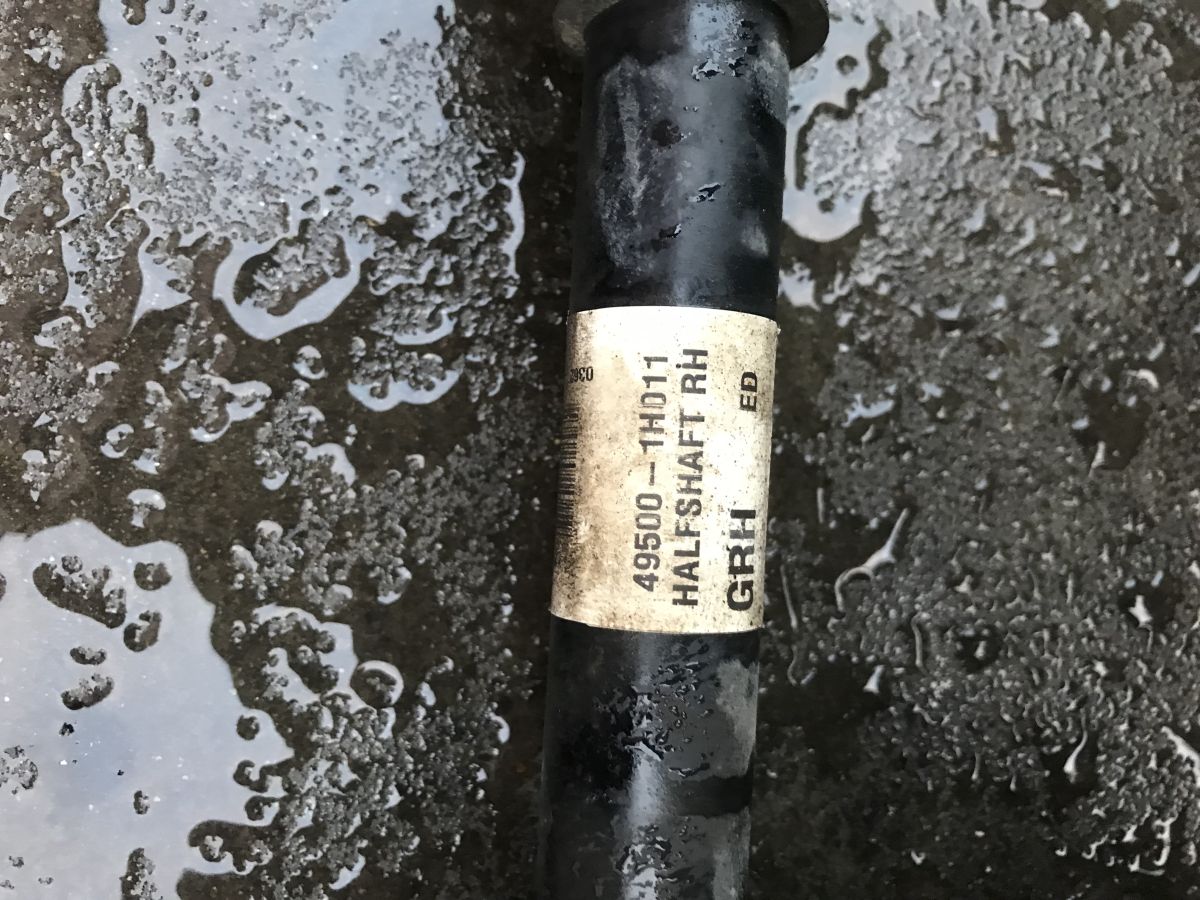 49500-1H011
HALFSHAFT RH
GRH ED